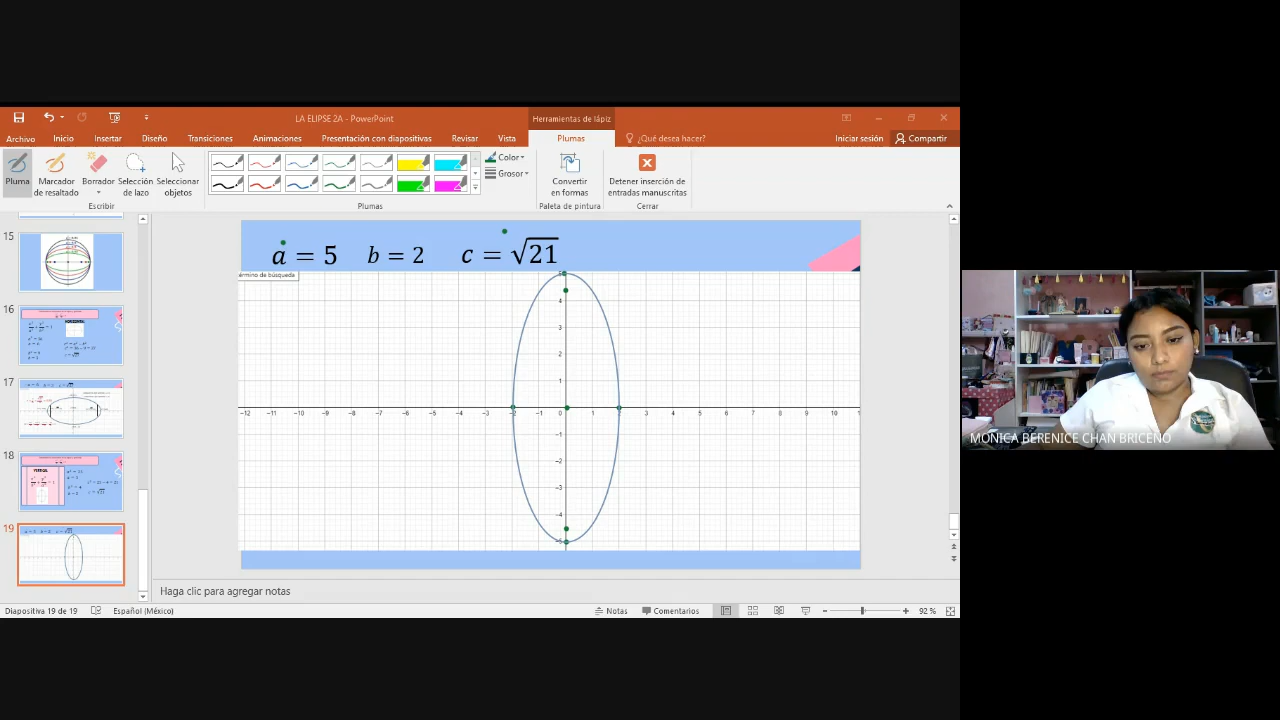 LA ELIPSE 2A - PowerPoint
Herramientas de lápiz
Archivo Inicio Insertar Diseño Transiciones Animaciones Presentación con diapositivas Revisar Vista Plumas ¿Qué desea hacer? Iniciar sesión Compartir
Pluma Marcador de resaltado Borrador Selección de lazo Seleccionar objetos Color Grosor Convertir en formas Detener inserción de entradas manuscritas
Escribir Plumas Paleta de pintura Cerrar
a = 5 b = 2 c = √21
érmino de búsqueda
5
4
3
2
1
−12 −11 −10 −9 −8 −7 −6 −5 −4 −3 −2 −1 0 1 2 3 4 5 6 7 8 9 10 11
−1
−2
−3
−4
−5
15
16
HORIZONTAL
17
18
VERTICAL
19
MONICA BERENICE CHAN BRICEÑO
Haga clic para agregar notas
Diapositiva 19 de 19 Español (México) Notas Comentarios 92 %